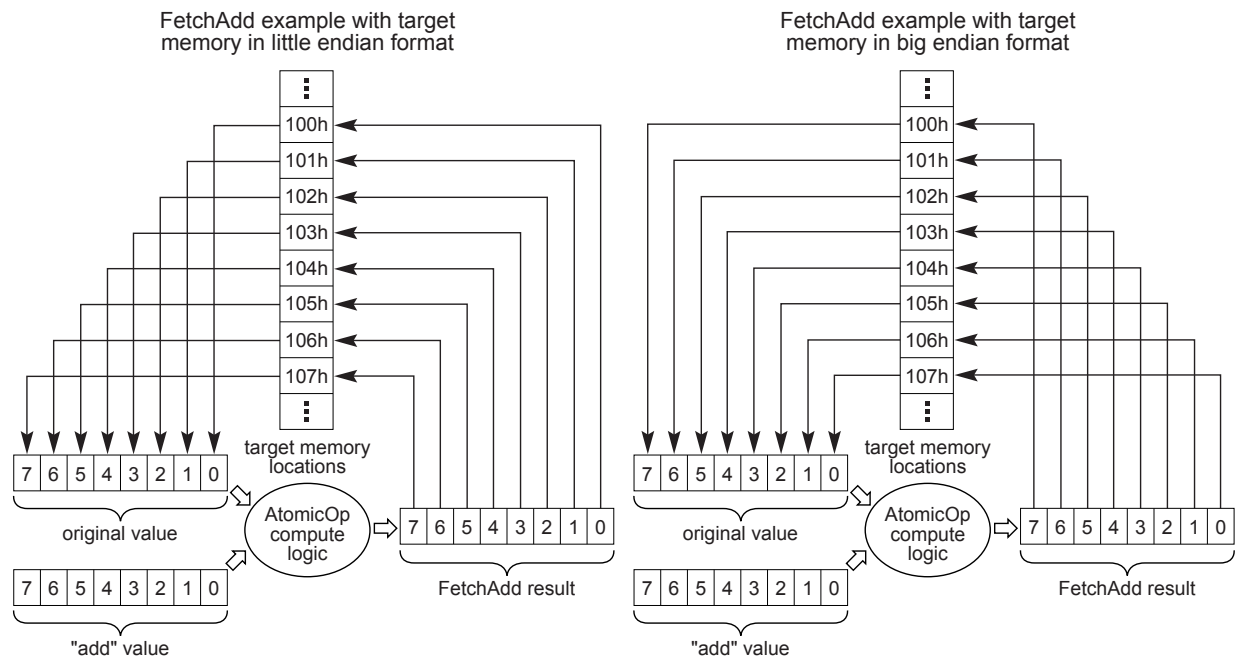 FetchAdd example with target
memory in little endian format
100h
101h
102h
103h
104h
105h
106h
107h
target memory
locations
7 6 5 4 3 2 1 0
original value
AtomicOp
compute
logic
7 6 5 4 3 2 1 0
FetchAdd result
7 6 5 4 3 2 1 0
"add" value
FetchAdd example with target
memory in big endian format
100h
101h
102h
103h
104h
105h
106h
107h
target memory
locations
7 6 5 4 3 2 1 0
original value
AtomicOp
compute
logic
7 6 5 4 3 2 1 0
FetchAdd result
7 6 5 4 3 2 1 0
"add" value